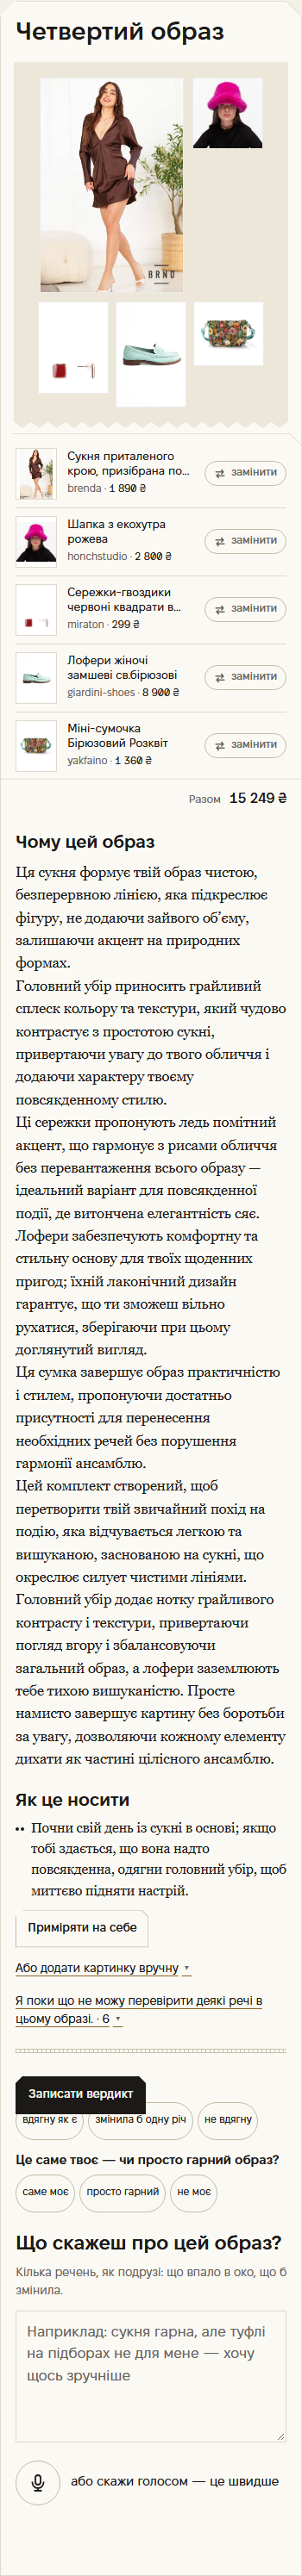 Четвертий образ
BRND
Сукня приталеного
крою, призібрана по...
brenda · 1 890 ₴
замінити
Шапка з екохутра
рожева
honchstudio · 2 800 ₴
замінити
Сережки-гвоздики
червоні квадрати в...
miraton · 299 ₴
замінити
Лофери жіночі
замшеві св.бірюзові
giardini-shoes · 8 900 ₴
замінити
Міні-сумочка
Бірюзовий Розквіт
yakfaino · 1 360 ₴
замінити
Разом 15 249 ₴
Чому цей образ
Ця сукня формує твій образ чистою,
безперервною лінією, яка підкреслює
фігуру, не додаючи зайвого об’єму,
залишаючи акцент на природних
формах.
Головний убір приносить грайливий
сплеск кольору та текстури, який чудово
контрастує з простотою сукні,
привертаючи увагу до твого обличчя і
додаючи характеру твоєму
повсякденному стилю.
Ці сережки пропонують ледь помітний
акцент, що гармонує з рисами обличчя
без перевантаження всього образу —
ідеальний варіант для повсякденної
події, де витончена елегантність сяє.
Лофери забезпечують комфортну та
стильну основу для твоїх щоденних
пригод; їхній лаконічний дизайн
гарантує, що ти зможеш вільно
рухатися, зберігаючи при цьому
доглянутий вигляд.
Ця сумка завершує образ практичністю
і стилем, пропонуючи достатньо
присутності для перенесення
необхідних речей без порушення
гармонії ансамблю.
Цей комплект створений, щоб
перетворити твій звичайний похід на
подію, яка відчувається легкою та
вишуканою, заснованою на сукні, що
окреслює силует чистими лініями.
Головний убір додає нотку грайливого
контрасту і текстури, привертаючи
погляд вгору і збалансовуючи
загальний образ, а лофери заземлюють
тебе тихою вишуканістю. Просте
намисто завершує картину без боротьби
за увагу, дозволяючи кожному елементу
дихати як частині цілісного ансамблю.
Як це носити
•• Почни свій день із сукні в основі; якщо
тобі здається, що вона надто
повсякденна, одягни головний убір, щоб
миттєво підняти настрій.
Приміряти на себе
Або додати картинку вручну ▾
Я поки що не можу перевірити деякі речі в
цьому образі. · 6 ▾
Записати вердикт
вдягну як є
змінила б одну річ
не вдягну
Це саме твоє — чи просто гарний образ?
саме моє
просто гарний
не моє
Що скажеш про цей образ?
Кілька речень, як подрузі: що впало в око, що б
змінила.
Наприклад: сукня гарна, але туфлі
на підборах не для мене — хочу
щось зручніше
або скажи голосом — це швидше